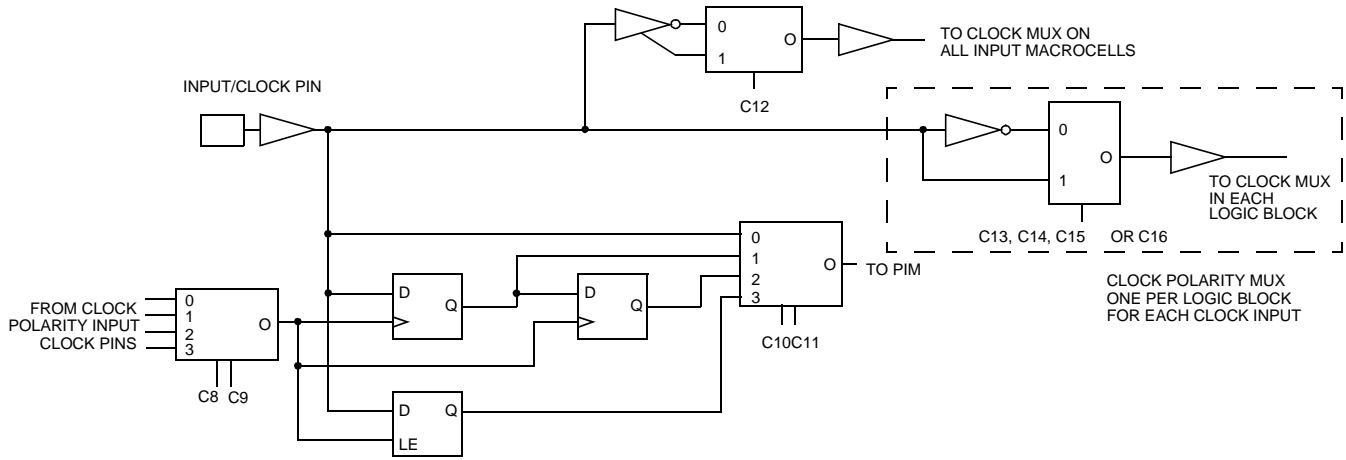 0
1
O
C12
TO CLOCK MUX ON
ALL INPUT MACROCELLS
INPUT/CLOCK PIN
0
1
O
C13, C14, C15 OR C16
TO CLOCK MUX
IN EACH
LOGIC BLOCK
CLOCK POLARITY MUX
ONE PER LOGIC BLOCK
FOR EACH CLOCK INPUT
0
1
2
3
O
TO PIM
C10C11
D
Q
D
Q
FROM CLOCK
POLARITY INPUT
CLOCK PINS
0
1
2
3
O
C8 C9
D
Q
LE